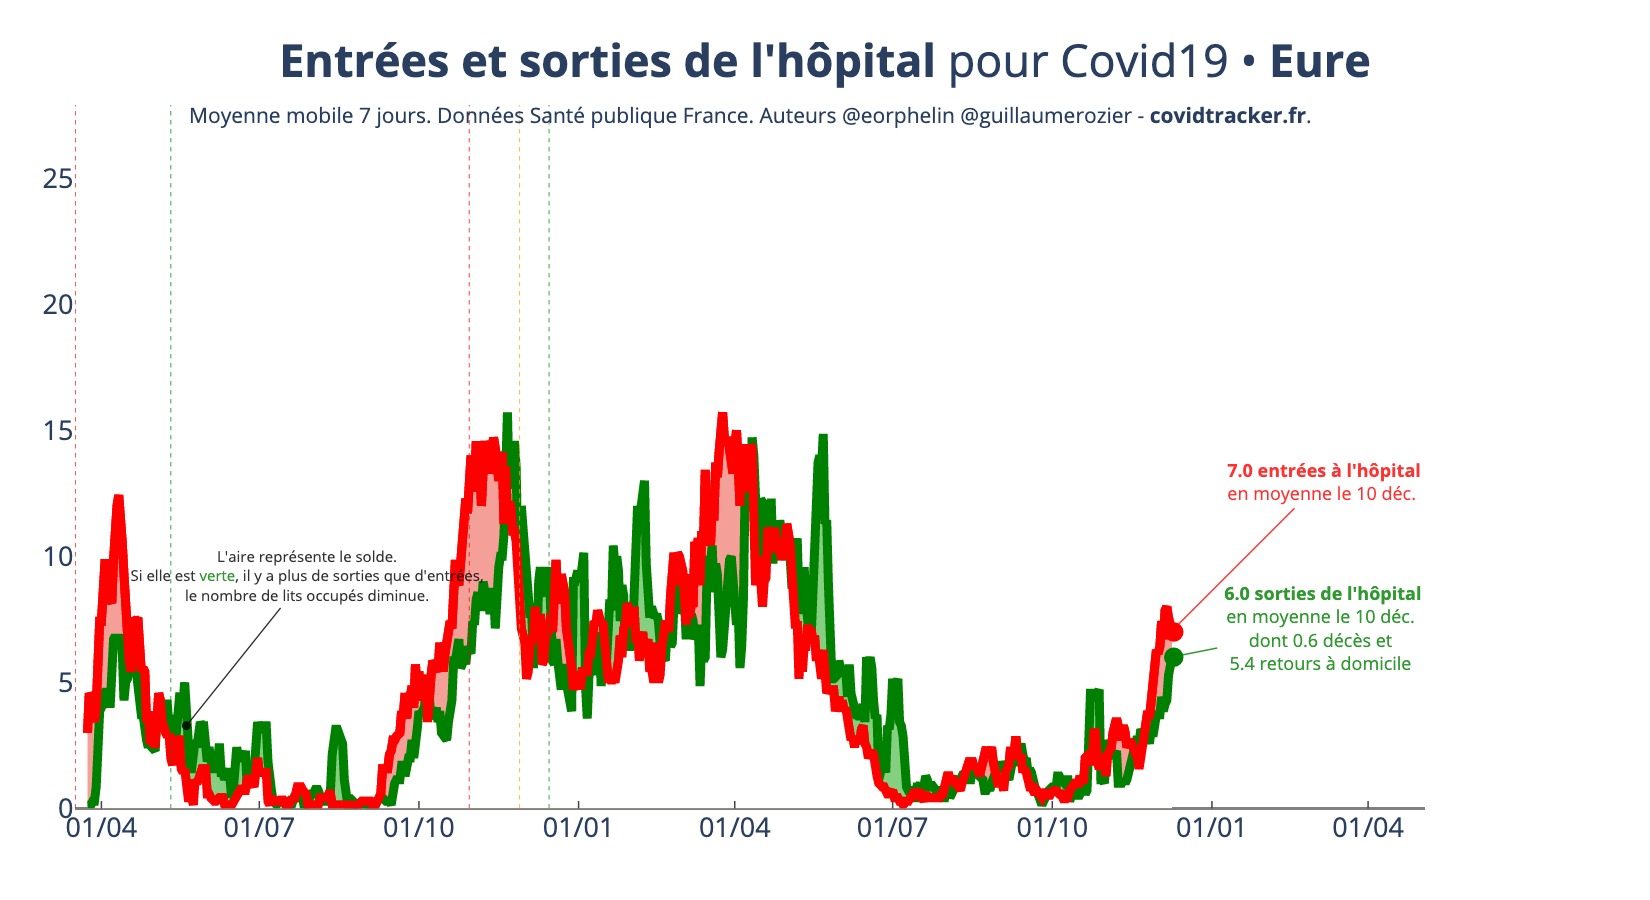 Entrées et sorties de l'hôpital pour Covid19 • Eure
Moyenne mobile 7 jours. Données Santé publique France. Auteurs @eorphelin @guillaumerozier - covidtracker.fr.
25
20
15
10
5
0
L'aire représente le solde.
Si elle est verte, il y a plus de sorties que d'entrées,
le nombre de lits occupés diminue.
7.0 entrées à l'hôpital
en moyenne le 10 déc.
6.0 sorties de l'hôpital
en moyenne le 10 déc.
dont 0.6 décès et
5.4 retours à domicile
01/04 01/07 01/10 01/01 01/04 01/07 01/10 01/01 01/04